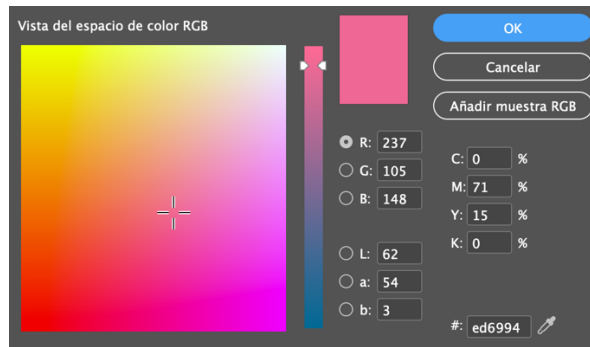 Vista del espacio de color RGB
OK
Cancelar
Añadir muestra RGB
R: 237
G: 105
B: 148
L: 62
a: 54
b: 3
C: 0 %
M: 71 %
Y: 15 %
K: 0 %
#: ed6994